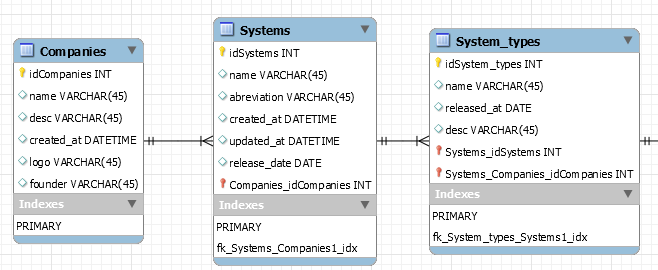 Companies
idCompanies INT
name VARCHAR(45)
desc VARCHAR(45)
created_at DATETIME
logo VARCHAR(45)
founder VARCHAR(45)
Indexes
PRIMARY
Systems
idSystems INT
name VARCHAR(45)
abreviation VARCHAR(45)
created_at DATETIME
updated_at DATETIME
release_date DATE
Companies_idCompanies INT
Indexes
PRIMARY
fk_Systems_Companies1_idx
System_types
idSystem_types INT
name VARCHAR(45)
released_at DATE
desc VARCHAR(45)
Systems_idSystems INT
Systems_Companies_idCompanies INT
Indexes
PRIMARY
fk_System_types_Systems1_idx